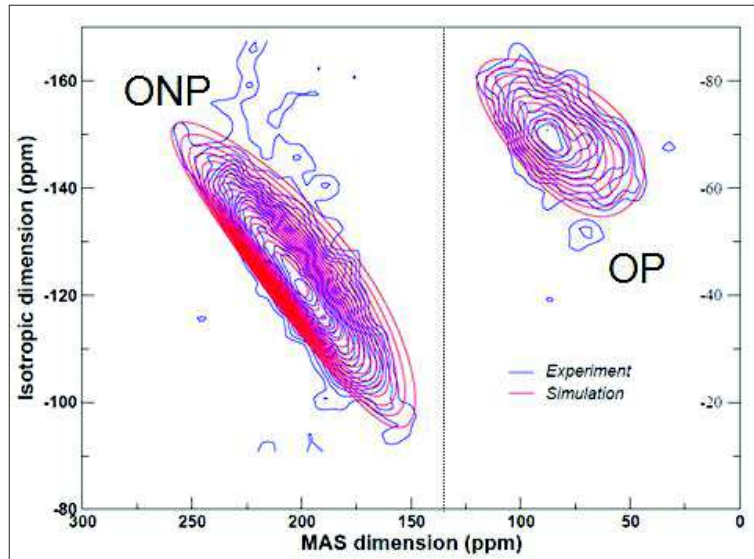 ONP
OP
Experiment
Simulation
Isotropic dimension (ppm)
-160
-140
-120
-100
-80
-80
-60
-40
-20
0
300
250
200
150
100
50
0
MAS dimension (ppm)